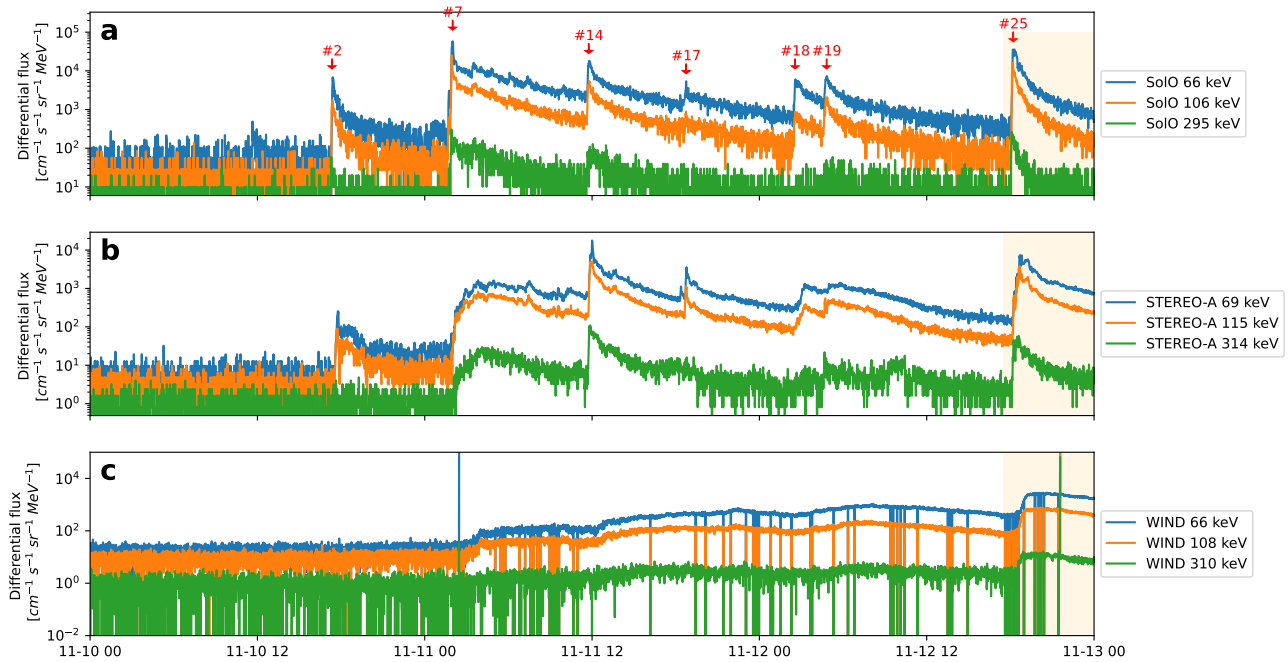 #7
#25
#2
#14
#17
#18
#19
a
10⁵
10⁴
10³
10²
10¹
Differential flux
[cm⁻¹ s⁻¹ sr⁻¹ MeV⁻¹]
SolO 66 keV
SolO 106 keV
SolO 295 keV
b
10⁴
10³
10²
10¹
10⁰
Differential flux
[cm⁻¹ s⁻¹ sr⁻¹ MeV⁻¹]
STEREO-A 69 keV
STEREO-A 115 keV
STEREO-A 314 keV
c
10⁴
10²
10⁰
10⁻²
Differential flux
[cm⁻¹ s⁻¹ sr⁻¹ MeV⁻¹]
WIND 66 keV
WIND 108 keV
WIND 310 keV
11-10 00
11-10 12
11-11 00
11-11 12
11-12 00
11-12 12
11-13 00